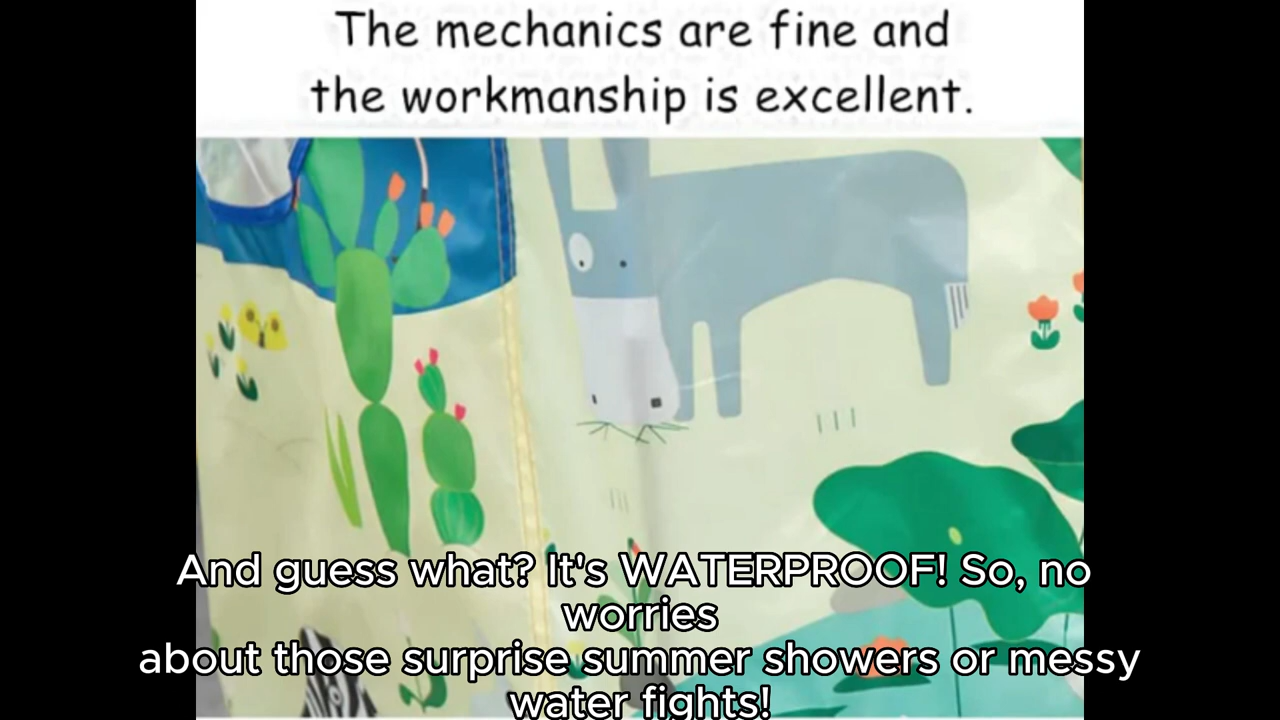 The mechanics are fine and
the workmanship is excellent.
And guess what? It's WATERPROOF! So, no
worries
about those surprise summer showers or messy
water fights!